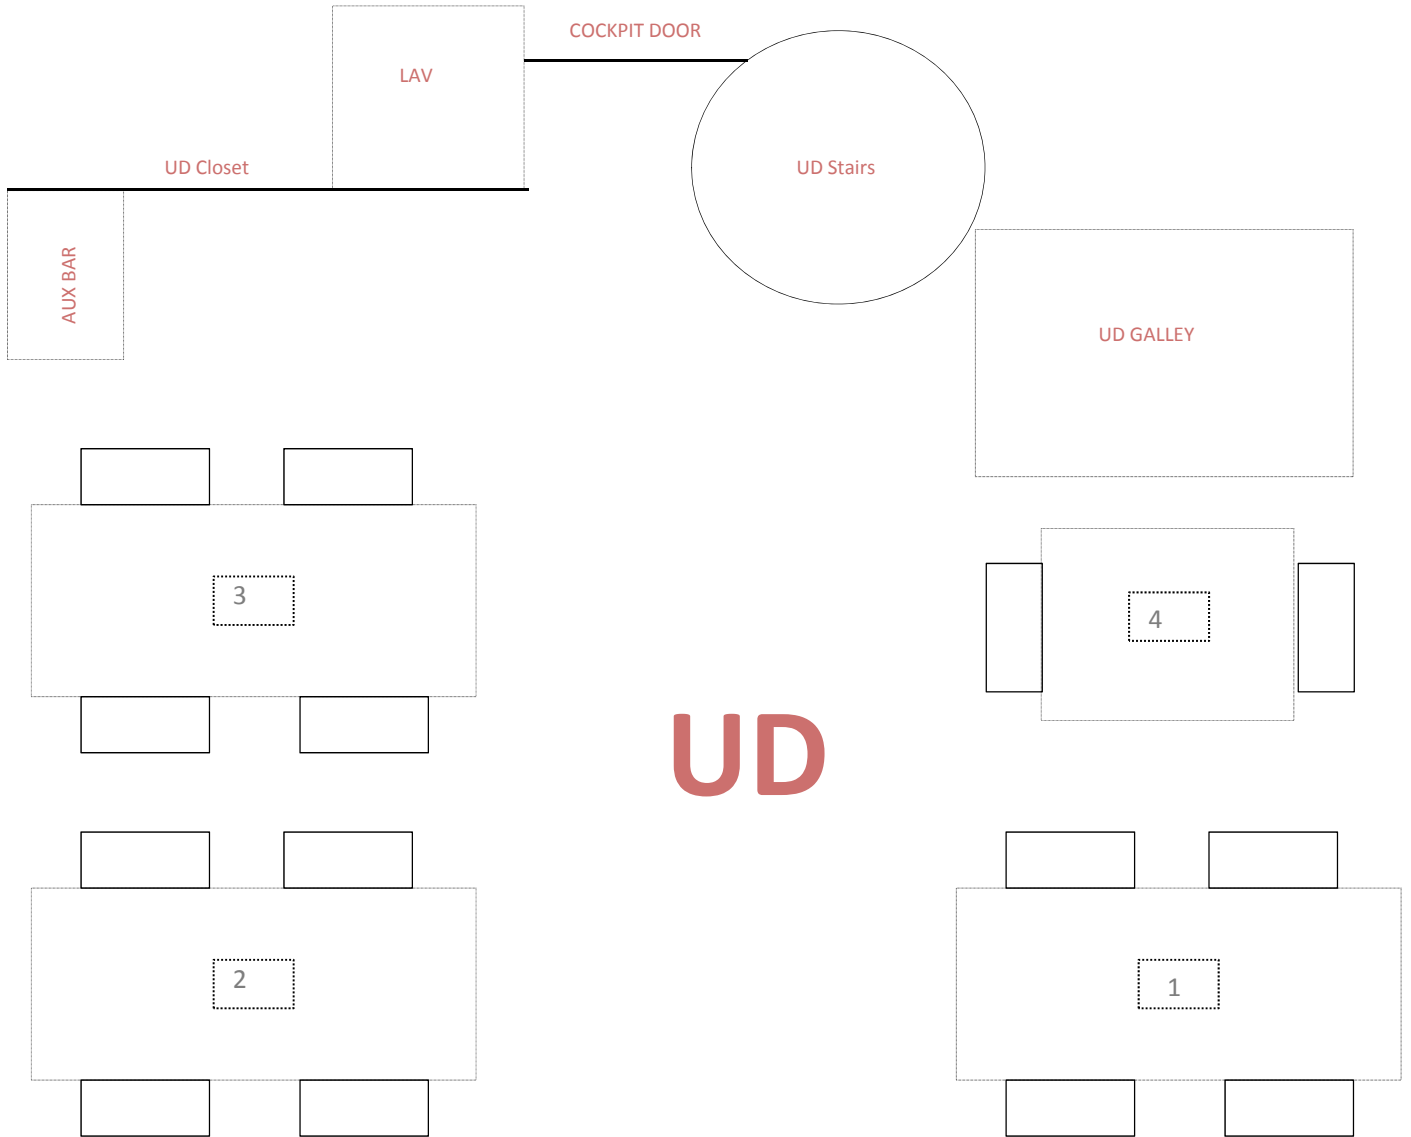 COCKPIT DOOR
LAV
UD Closet
UD Stairs
AUX BAR
UD GALLEY
3
4
UD
2
1